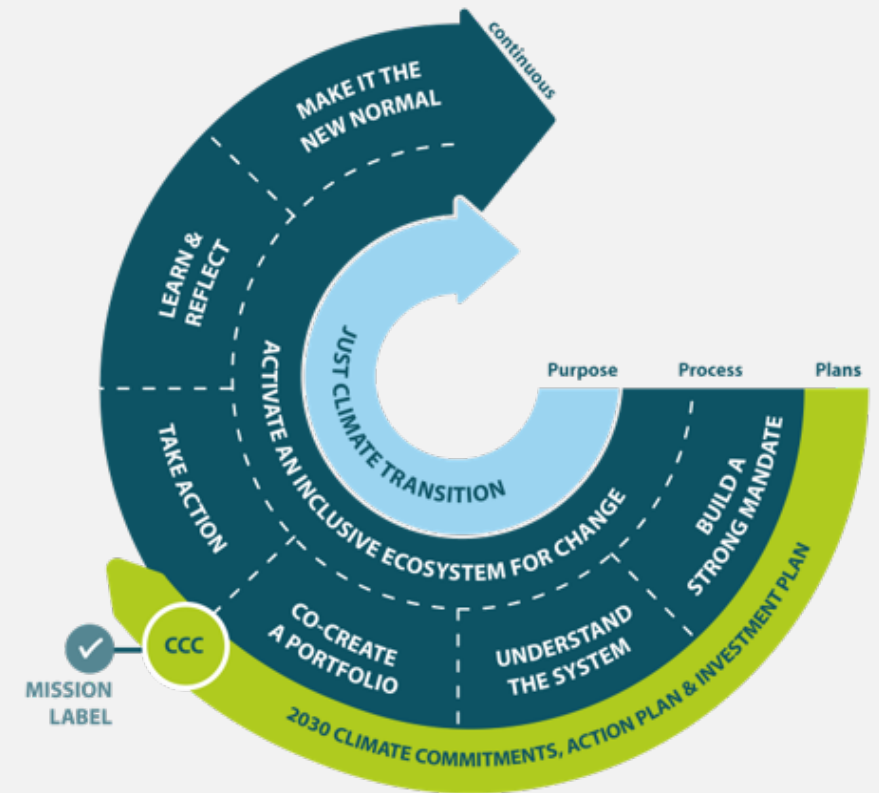 continuous
MAKE IT THE
NEW NORMAL
LEARN &
REFLECT
TAKE ACTION
ACTIVATE AN INCLUSIVE ECOSYSTEM FOR CHANGE
JUST CLIMATE TRANSITION
Purpose
Process
Plans
BUILD A
STRONG MANDATE
UNDERSTAND
THE SYSTEM
CO-CREATE
A PORTFOLIO
CCC
MISSION
LABEL
2030 CLIMATE COMMITMENTS, ACTION PLAN & INVESTMENT PLAN